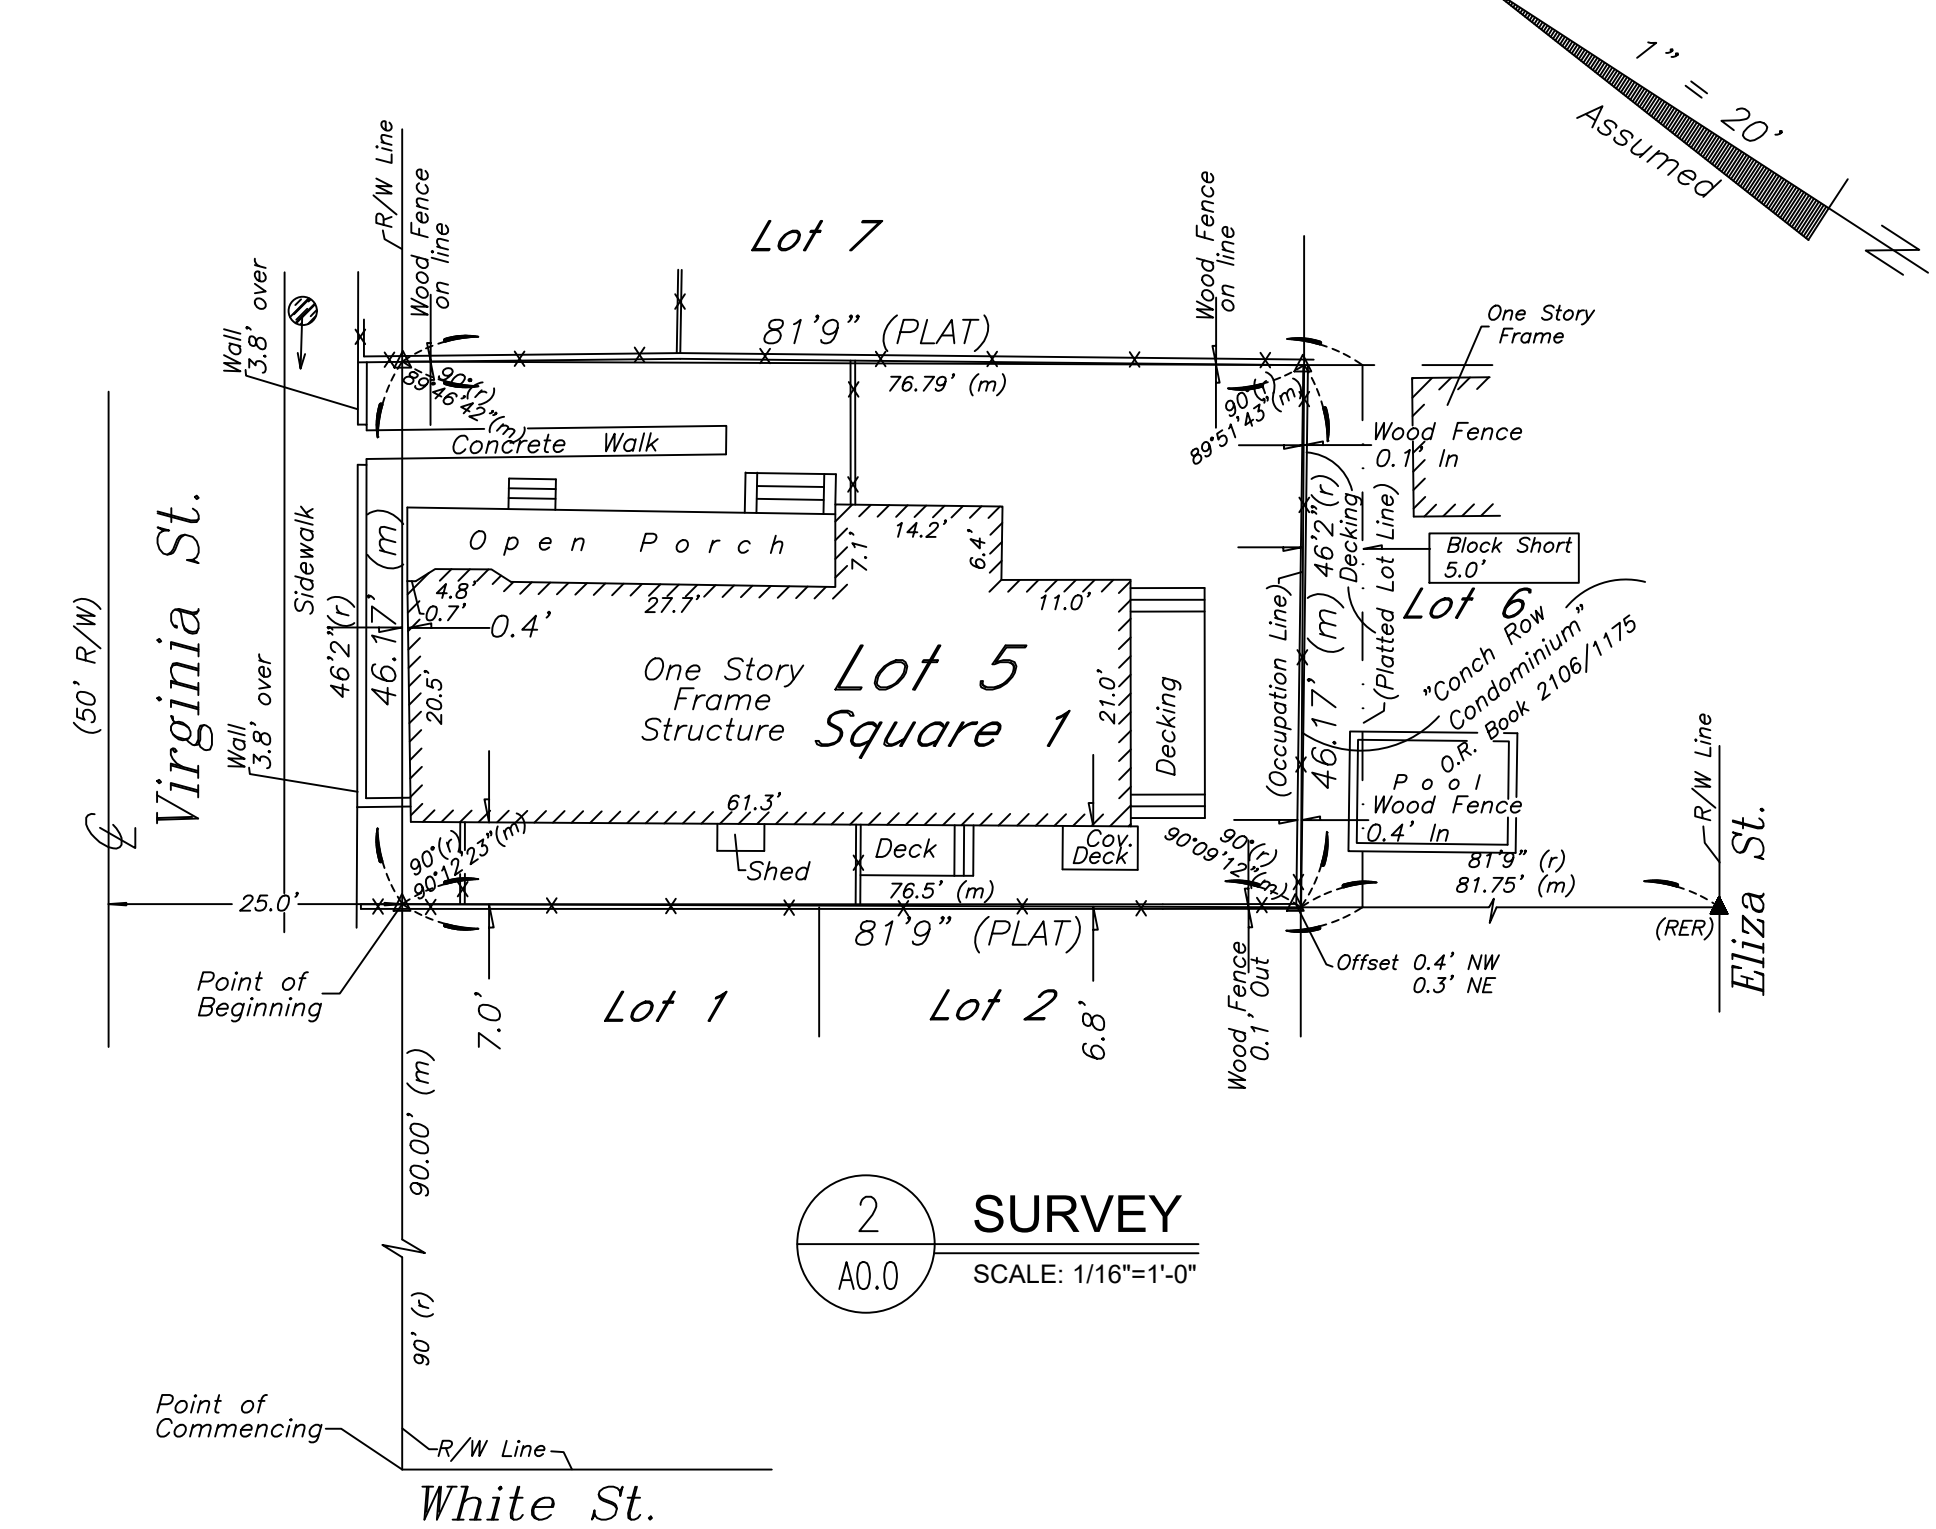 1" = 20'
Assumed
N
R/W Line
Wood Fence
on line
Lot 7
Wood Fence
on line
Wall
3.8' over
81'9" (PLAT)
76.79' (m)
One Story
Frame
90°(r)
89°46'42"(m)
90°(r)
89°51'43"(m)
Concrete Walk
Wood Fence
0.1' In
Virginia St.
(50' R/W)
Sidewalk
Open Porch
14.2'
7.1'
6.4'
46'2"(r)
Decking
(Platted Lot Line)
Block Short
5.0'
4.8'
0.7'
27.7'
11.0'
0.4'
46'2"(r)
46.17' (m)
20.5'
One Story
Frame
Structure
Lot 5
Square 1
21.0'
Decking
(Occupation Line)
46.17' (m)
Lot 6
"Conch Row
Condominium"
O.R. Book 2106/1175
Wall
3.8' over
61.3'
Pool
Wood Fence
0.4' In
R/W Line
Eliza St.
90°(r)
90°12'23"(m)
Shed
Deck
Cov.
Deck
90°(r)
90°09'12"(m)
81'9" (r)
81.75' (m)
(RER)
25.0'
76.5' (m)
81'9" (PLAT)
Offset 0.4' NW
0.3' NE
Point of
Beginning
7.0'
Lot 1
Lot 2
6.8'
Wood Fence
0.1' Out
90.00' (m)
90' (r)
2
A0.0
SURVEY
SCALE: 1/16"=1'-0"
Point of
Commencing
R/W Line
White St.